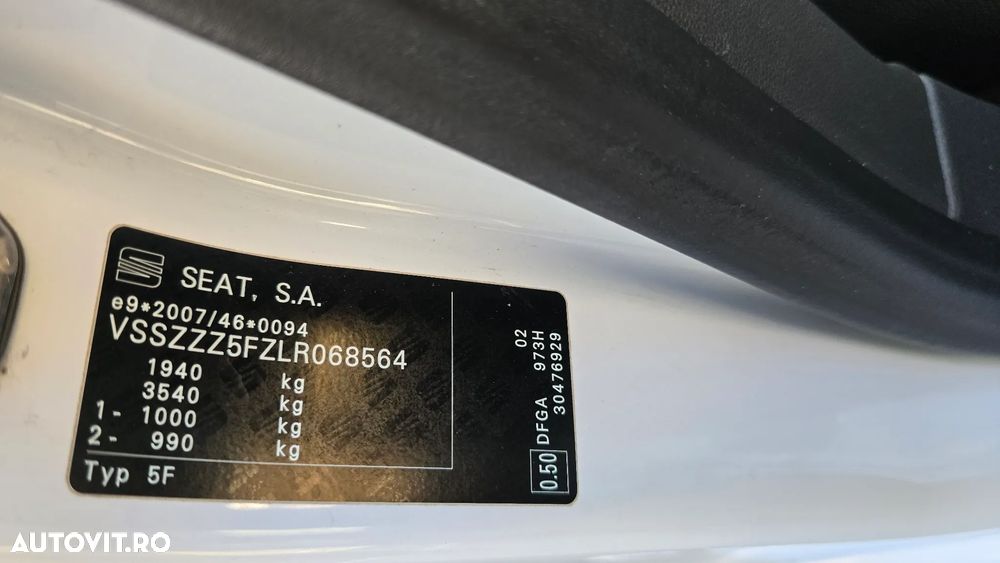 SEAT, S.A.
e9*2007/46*0094
VSSZZZ5FZLR068564
1940 kg
3540 kg
1- 1000 kg
2- 990 kg
Typ 5F
0.50 DFGA 973H 02
30476929
AUTOVIT.RO